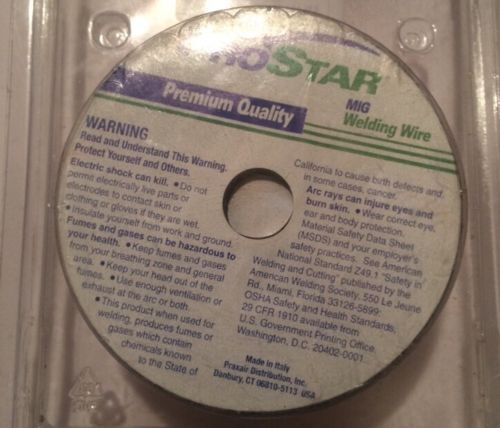 ROSTAR
Premium Quality
MIG
Welding Wire
WARNING
Read and Understand This Warning.
Protect Yourself and Others.
Electric shock can kill. • Do not
permit electrically live parts or
electrodes to contact skin or
clothing or gloves if they are wet.
• Insulate yourself from work and ground.
Fumes and gases can be hazardous to
your health. • Keep fumes and gases
from your breathing zone and general
area. • Keep your head out of the
fumes. • Use enough ventilation or
exhaust at the arc or both.
• This product when used for
welding, produces fumes or
gases which contain
chemicals known
to the State of
California to cause birth defects and,
in some cases, cancer.
Arc rays can injure eyes and
burn skin. • Wear correct eye,
ear and body protection.
Material Safety Data Sheet
(MSDS) and your employer's
safety practices. See American
National Standard Z49.1 "Safety in
Welding and Cutting" published by the
American Welding Society, 550 Le Jeune
Rd., Miami, Florida 33126-5899.
OSHA Safety and Health Standards,
29 CFR 1910 available from
U.S. Government Printing Office,
Washington, D.C. 20402-0001.
Made in Italy
Praxair Distribution, Inc.
Danbury, CT 06810-5113 USA